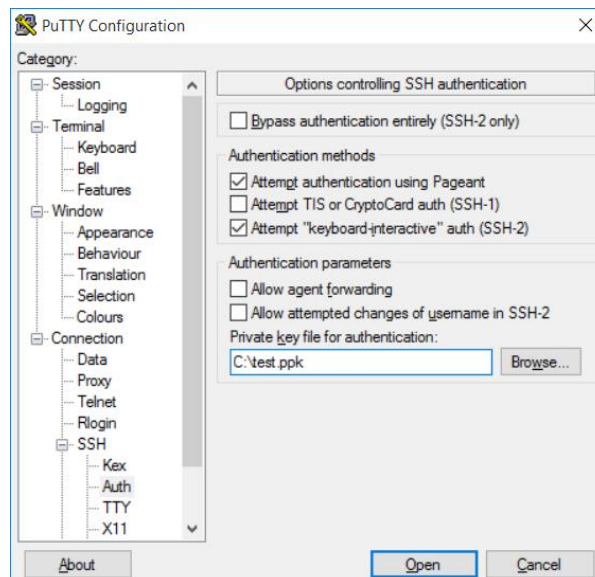 PuTTY Configuration
Category:
Session
Logging
Terminal
Keyboard
Bell
Features
Window
Appearance
Behaviour
Translation
Selection
Colours
Connection
Data
Proxy
Telnet
Rlogin
SSH
Kex
Auth
TTY
X11
Options controlling SSH authentication
Bypass authentication entirely (SSH-2 only)
Authentication methods
Attempt authentication using Pageant
Attempt TIS or CryptoCard auth (SSH-1)
Attempt "keyboard-interactive" auth (SSH-2)
Authentication parameters
Allow agent forwarding
Allow attempted changes of username in SSH-2
Private key file for authentication:
C:\test.ppk
Browse...
About
Open
Cancel